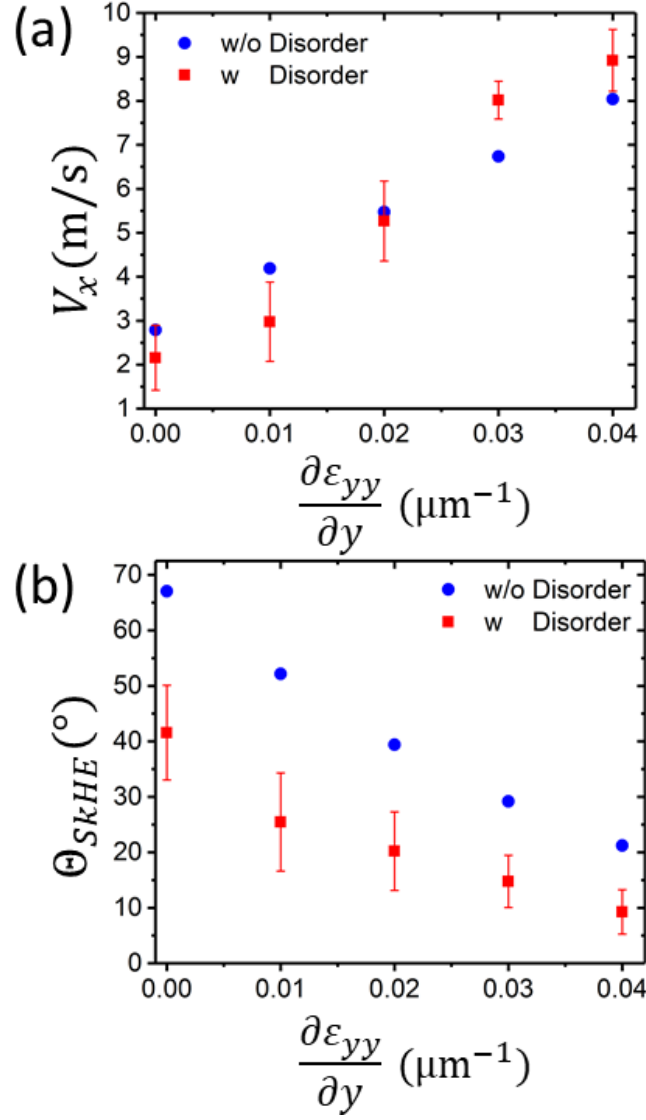 (a)
w/o Disorder
w Disorder
10
9
8
7
6
5
4
3
2
1
V_x (m/s)
0.00 0.01 0.02 0.03 0.04
∂ε_yy/∂y (μm⁻¹)
(b)
w/o Disorder
w Disorder
70
60
50
40
30
20
10
0
Θ_SkHE(°)
0.00 0.01 0.02 0.03 0.04
∂ε_yy/∂y (μm⁻¹)